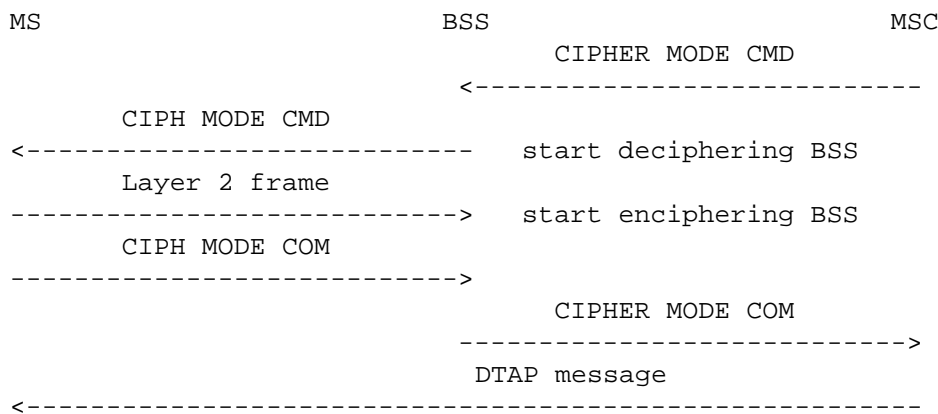 MS BSS MSC
CIPHER MODE CMD
<-----------------------------
CIPH MODE CMD
<---------------------------- start deciphering BSS
Layer 2 frame
----------------------------> start enciphering BSS
CIPH MODE COM
---------------------------->
CIPHER MODE COM
---------------------------->
DTAP message
<---------------------------------------------------------